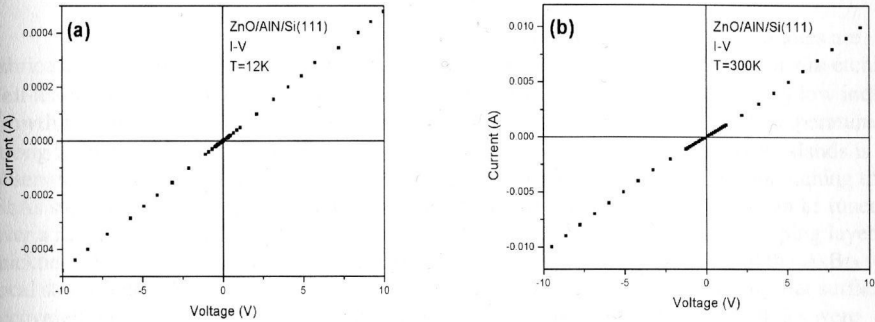 (a)
ZnO/AlN/Si(111)
I-V
T=12K
0.0004
0.0002
0.0000
-0.0002
-0.0004
Current (A)
-10
-5
0
5
10
Voltage (V)
(b)
ZnO/AlN/Si(111)
I-V
T=300K
0.010
0.005
0.000
-0.005
-0.010
Current (A)
-10
-5
0
5
10
Voltage (V)